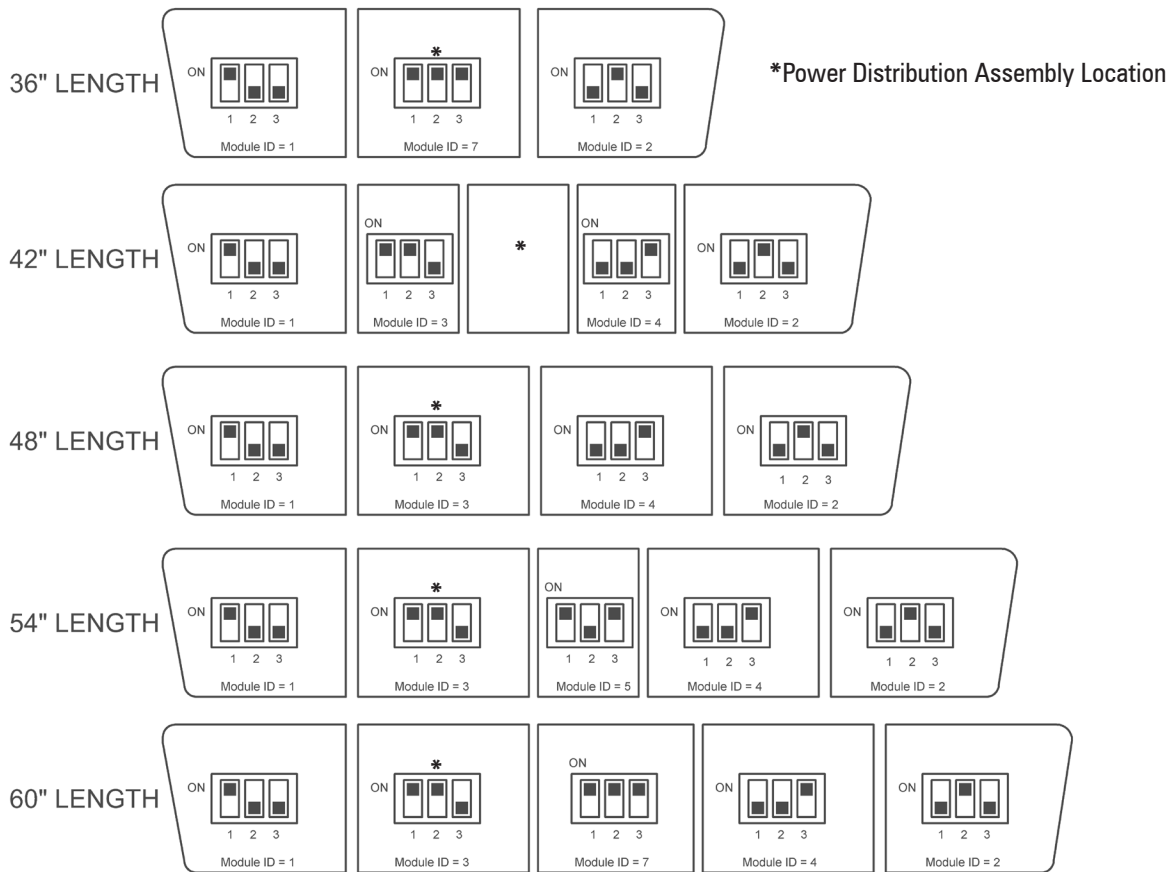 *Power Distribution Assembly Location
36" LENGTH
ON
1 2 3
Module ID = 1
*
ON
1 2 3
Module ID = 7
ON
1 2 3
Module ID = 2
42" LENGTH
ON
1 2 3
Module ID = 1
ON
1 2 3
Module ID = 3
*
ON
1 2 3
Module ID = 4
ON
1 2 3
Module ID = 2
48" LENGTH
ON
1 2 3
Module ID = 1
*
ON
1 2 3
Module ID = 3
ON
1 2 3
Module ID = 4
ON
1 2 3
Module ID = 2
54" LENGTH
ON
1 2 3
Module ID = 1
*
ON
1 2 3
Module ID = 3
ON
1 2 3
Module ID = 5
ON
1 2 3
Module ID = 4
ON
1 2 3
Module ID = 2
60" LENGTH
ON
1 2 3
Module ID = 1
*
ON
1 2 3
Module ID = 3
ON
1 2 3
Module ID = 7
ON
1 2 3
Module ID = 4
ON
1 2 3
Module ID = 2